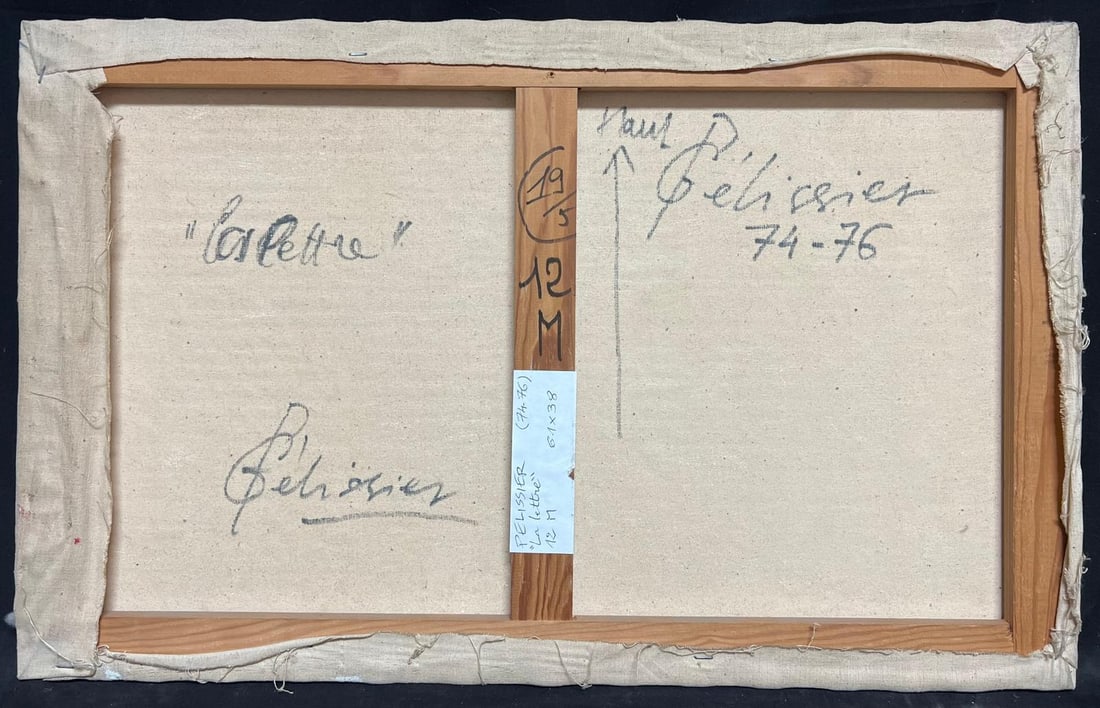 "La lettre"
Pélissier
19/5
12
M
PELISSIER (74-76)
"La lettre"
12 M 61x38
Haut
Pélissier
74-76